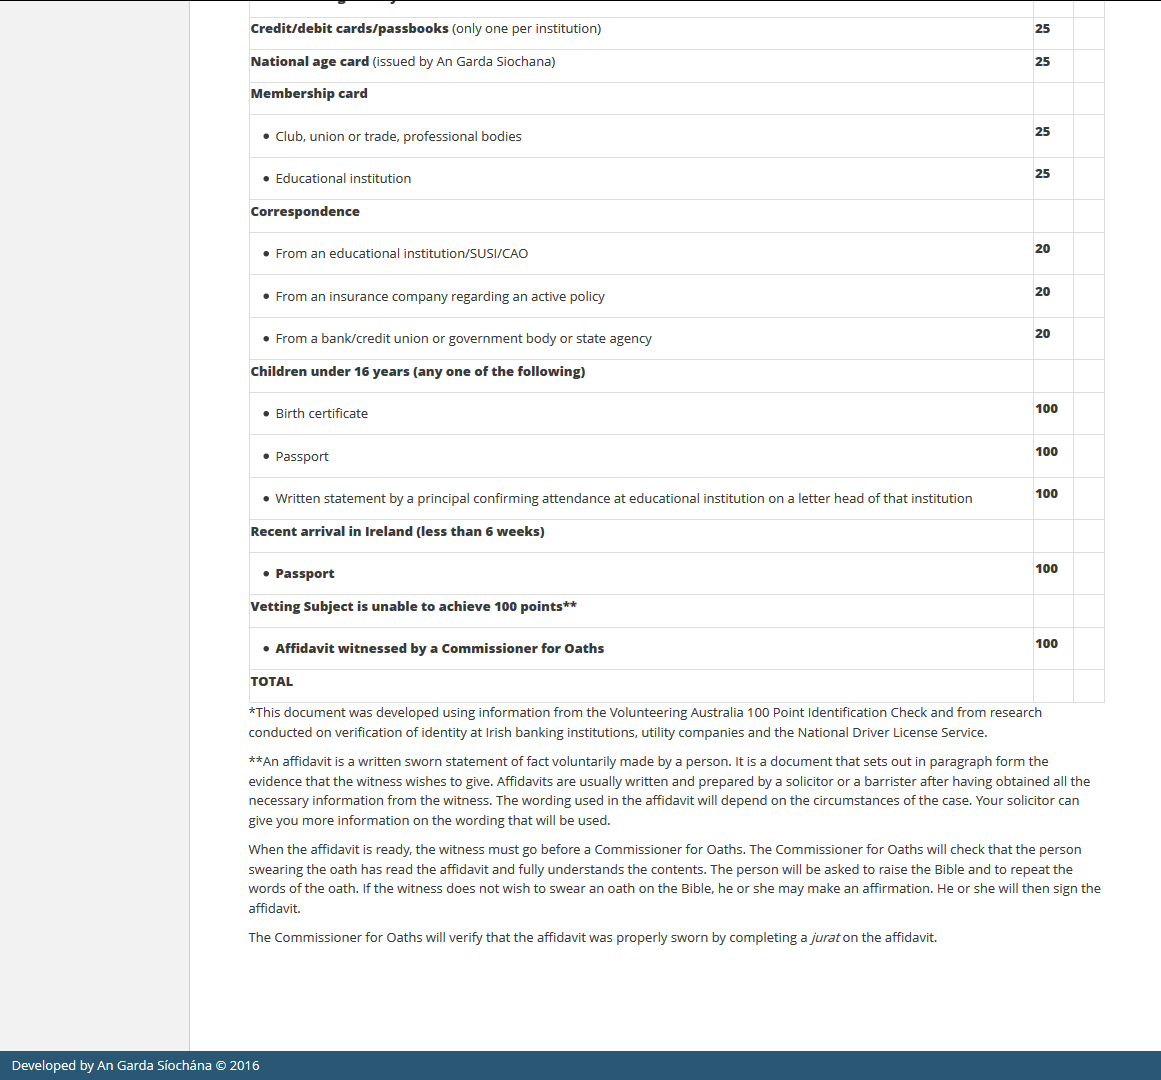 Credit/debit cards/passbooks (only one per institution) 25
National age card (issued by An Garda Siochana) 25
Membership card
• Club, union or trade, professional bodies 25
• Educational institution 25
Correspondence
• From an educational institution/SUSI/CAO 20
• From an insurance company regarding an active policy 20
• From a bank/credit union or government body or state agency 20
Children under 16 years (any one of the following)
• Birth certificate 100
• Passport 100
• Written statement by a principal confirming attendance at educational institution on a letter head of that institution 100
Recent arrival in Ireland (less than 6 weeks)
• Passport 100
Vetting Subject is unable to achieve 100 points**
• Affidavit witnessed by a Commissioner for Oaths 100
TOTAL
*This document was developed using information from the Volunteering Australia 100 Point Identification Check and from research
conducted on verification of identity at Irish banking institutions, utility companies and the National Driver License Service.
**An affidavit is a written sworn statement of fact voluntarily made by a person. It is a document that sets out in paragraph form the
evidence that the witness wishes to give. Affidavits are usually written and prepared by a solicitor or a barrister after having obtained all the
necessary information from the witness. The wording used in the affidavit will depend on the circumstances of the case. Your solicitor can
give you more information on the wording that will be used.
When the affidavit is ready, the witness must go before a Commissioner for Oaths. The Commissioner for Oaths will check that the person
swearing the oath has read the affidavit and fully understands the contents. The person will be asked to raise the Bible and to repeat the
words of the oath. If the witness does not wish to swear an oath on the Bible, he or she may make an affirmation. He or she will then sign the
affidavit.
The Commissioner for Oaths will verify that the affidavit was properly sworn by completing a jurat on the affidavit.
Developed by An Garda Síochána © 2016